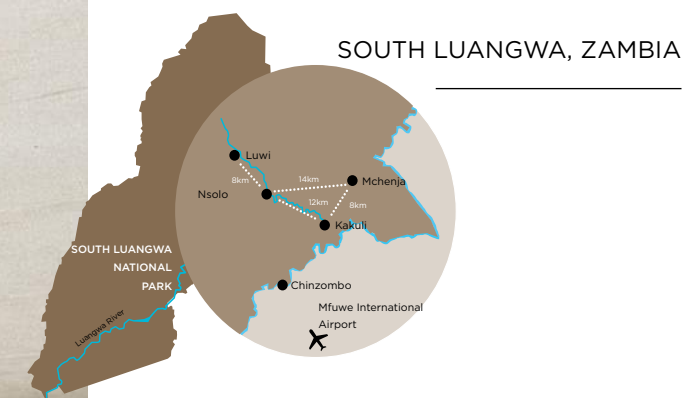 SOUTH LUANGWA, ZAMBIA
Luwi
8km
14km
Mchenja
Nsolo
12km
8km
Kakuli
SOUTH LUANGWA
NATIONAL
PARK
Chinzombo
Mfuwe International
Airport
Luangwa River